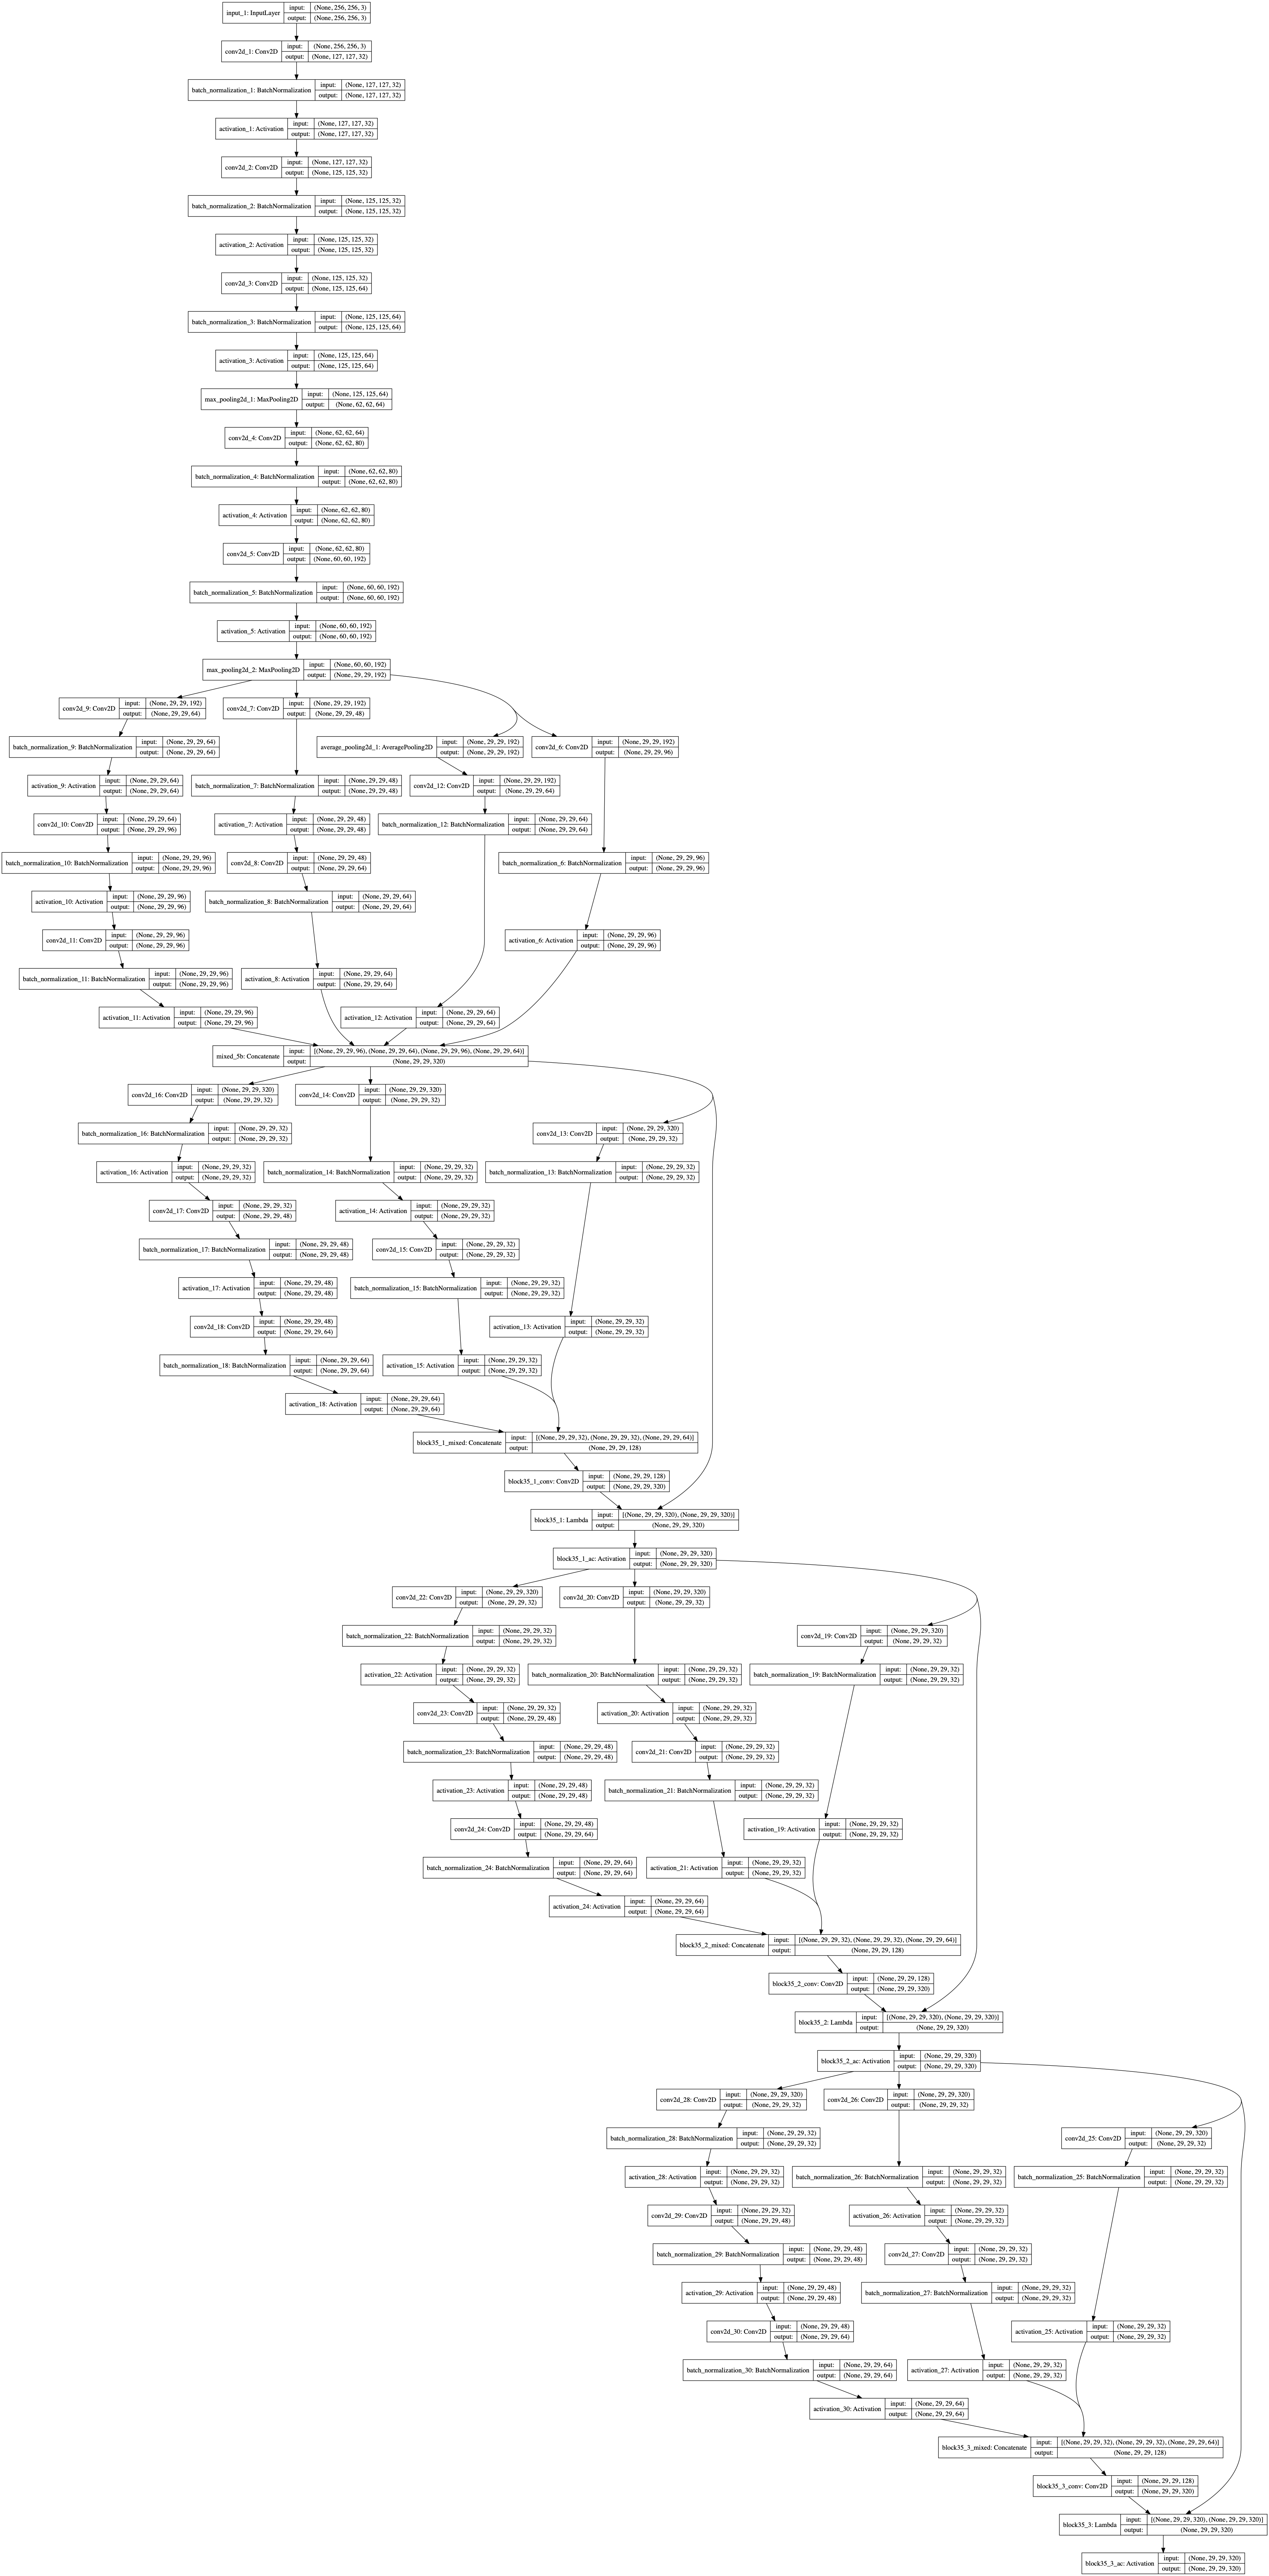 input_1: InputLayer
input: (None, 256, 256, 3)
output: (None, 256, 256, 3)
conv2d_1: Conv2D
input: (None, 256, 256, 3)
output: (None, 127, 127, 32)
batch_normalization_1: BatchNormalization
input: (None, 127, 127, 32)
output: (None, 127, 127, 32)
activation_1: Activation
input: (None, 127, 127, 32)
output: (None, 127, 127, 32)
conv2d_2: Conv2D
input: (None, 127, 127, 32)
output: (None, 125, 125, 32)
batch_normalization_2: BatchNormalization
input: (None, 125, 125, 32)
output: (None, 125, 125, 32)
activation_2: Activation
input: (None, 125, 125, 32)
output: (None, 125, 125, 32)
conv2d_3: Conv2D
input: (None, 125, 125, 32)
output: (None, 125, 125, 64)
batch_normalization_3: BatchNormalization
input: (None, 125, 125, 64)
output: (None, 125, 125, 64)
activation_3: Activation
input: (None, 125, 125, 64)
output: (None, 125, 125, 64)
max_pooling2d_1: MaxPooling2D
input: (None, 125, 125, 64)
output: (None, 62, 62, 64)
conv2d_4: Conv2D
input: (None, 62, 62, 64)
output: (None, 62, 62, 80)
batch_normalization_4: BatchNormalization
input: (None, 62, 62, 80)
output: (None, 62, 62, 80)
activation_4: Activation
input: (None, 62, 62, 80)
output: (None, 62, 62, 80)
conv2d_5: Conv2D
input: (None, 62, 62, 80)
output: (None, 60, 60, 192)
batch_normalization_5: BatchNormalization
input: (None, 60, 60, 192)
output: (None, 60, 60, 192)
activation_5: Activation
input: (None, 60, 60, 192)
output: (None, 60, 60, 192)
max_pooling2d_2: MaxPooling2D
input: (None, 60, 60, 192)
output: (None, 29, 29, 192)
conv2d_9: Conv2D
input: (None, 29, 29, 192)
output: (None, 29, 29, 64)
conv2d_7: Conv2D
input: (None, 29, 29, 192)
output: (None, 29, 29, 48)
batch_normalization_9: BatchNormalization
input: (None, 29, 29, 64)
output: (None, 29, 29, 64)
average_pooling2d_1: AveragePooling2D
input: (None, 29, 29, 192)
output: (None, 29, 29, 192)
conv2d_6: Conv2D
input: (None, 29, 29, 192)
output: (None, 29, 29, 96)
activation_9: Activation
input: (None, 29, 29, 64)
output: (None, 29, 29, 64)
batch_normalization_7: BatchNormalization
input: (None, 29, 29, 48)
output: (None, 29, 29, 48)
conv2d_12: Conv2D
input: (None, 29, 29, 192)
output: (None, 29, 29, 64)
conv2d_10: Conv2D
input: (None, 29, 29, 64)
output: (None, 29, 29, 96)
activation_7: Activation
input: (None, 29, 29, 48)
output: (None, 29, 29, 48)
batch_normalization_12: BatchNormalization
input: (None, 29, 29, 64)
output: (None, 29, 29, 64)
batch_normalization_10: BatchNormalization
input: (None, 29, 29, 96)
output: (None, 29, 29, 96)
conv2d_8: Conv2D
input: (None, 29, 29, 48)
output: (None, 29, 29, 64)
batch_normalization_6: BatchNormalization
input: (None, 29, 29, 96)
output: (None, 29, 29, 96)
activation_10: Activation
input: (None, 29, 29, 96)
output: (None, 29, 29, 96)
batch_normalization_8: BatchNormalization
input: (None, 29, 29, 64)
output: (None, 29, 29, 64)
conv2d_11: Conv2D
input: (None, 29, 29, 96)
output: (None, 29, 29, 96)
activation_6: Activation
input: (None, 29, 29, 96)
output: (None, 29, 29, 96)
batch_normalization_11: BatchNormalization
input: (None, 29, 29, 96)
output: (None, 29, 29, 96)
activation_8: Activation
input: (None, 29, 29, 64)
output: (None, 29, 29, 64)
activation_11: Activation
input: (None, 29, 29, 96)
output: (None, 29, 29, 96)
activation_12: Activation
input: (None, 29, 29, 64)
output: (None, 29, 29, 64)
mixed_5b: Concatenate
input: [(None, 29, 29, 96), (None, 29, 29, 64), (None, 29, 29, 96), (None, 29, 29, 64)]
output: (None, 29, 29, 320)
conv2d_16: Conv2D
input: (None, 29, 29, 320)
output: (None, 29, 29, 32)
conv2d_14: Conv2D
input: (None, 29, 29, 320)
output: (None, 29, 29, 32)
batch_normalization_16: BatchNormalization
input: (None, 29, 29, 32)
output: (None, 29, 29, 32)
conv2d_13: Conv2D
input: (None, 29, 29, 320)
output: (None, 29, 29, 32)
activation_16: Activation
input: (None, 29, 29, 32)
output: (None, 29, 29, 32)
batch_normalization_14: BatchNormalization
input: (None, 29, 29, 32)
output: (None, 29, 29, 32)
batch_normalization_13: BatchNormalization
input: (None, 29, 29, 32)
output: (None, 29, 29, 32)
conv2d_17: Conv2D
input: (None, 29, 29, 32)
output: (None, 29, 29, 48)
activation_14: Activation
input: (None, 29, 29, 32)
output: (None, 29, 29, 32)
batch_normalization_17: BatchNormalization
input: (None, 29, 29, 48)
output: (None, 29, 29, 48)
conv2d_15: Conv2D
input: (None, 29, 29, 32)
output: (None, 29, 29, 32)
activation_17: Activation
input: (None, 29, 29, 48)
output: (None, 29, 29, 48)
batch_normalization_15: BatchNormalization
input: (None, 29, 29, 32)
output: (None, 29, 29, 32)
conv2d_18: Conv2D
input: (None, 29, 29, 48)
output: (None, 29, 29, 64)
activation_13: Activation
input: (None, 29, 29, 32)
output: (None, 29, 29, 32)
batch_normalization_18: BatchNormalization
input: (None, 29, 29, 64)
output: (None, 29, 29, 64)
activation_15: Activation
input: (None, 29, 29, 32)
output: (None, 29, 29, 32)
activation_18: Activation
input: (None, 29, 29, 64)
output: (None, 29, 29, 64)
block35_1_mixed: Concatenate
input: [(None, 29, 29, 32), (None, 29, 29, 32), (None, 29, 29, 64)]
output: (None, 29, 29, 128)
block35_1_conv: Conv2D
input: (None, 29, 29, 128)
output: (None, 29, 29, 320)
block35_1: Lambda
input: [(None, 29, 29, 320), (None, 29, 29, 320)]
output: (None, 29, 29, 320)
block35_1_ac: Activation
input: (None, 29, 29, 320)
output: (None, 29, 29, 320)
conv2d_22: Conv2D
input: (None, 29, 29, 320)
output: (None, 29, 29, 32)
conv2d_20: Conv2D
input: (None, 29, 29, 320)
output: (None, 29, 29, 32)
batch_normalization_22: BatchNormalization
input: (None, 29, 29, 32)
output: (None, 29, 29, 32)
conv2d_19: Conv2D
input: (None, 29, 29, 320)
output: (None, 29, 29, 32)
activation_22: Activation
input: (None, 29, 29, 32)
output: (None, 29, 29, 32)
batch_normalization_20: BatchNormalization
input: (None, 29, 29, 32)
output: (None, 29, 29, 32)
batch_normalization_19: BatchNormalization
input: (None, 29, 29, 32)
output: (None, 29, 29, 32)
conv2d_23: Conv2D
input: (None, 29, 29, 32)
output: (None, 29, 29, 48)
activation_20: Activation
input: (None, 29, 29, 32)
output: (None, 29, 29, 32)
batch_normalization_23: BatchNormalization
input: (None, 29, 29, 48)
output: (None, 29, 29, 48)
conv2d_21: Conv2D
input: (None, 29, 29, 32)
output: (None, 29, 29, 32)
activation_23: Activation
input: (None, 29, 29, 48)
output: (None, 29, 29, 48)
batch_normalization_21: BatchNormalization
input: (None, 29, 29, 32)
output: (None, 29, 29, 32)
conv2d_24: Conv2D
input: (None, 29, 29, 48)
output: (None, 29, 29, 64)
activation_19: Activation
input: (None, 29, 29, 32)
output: (None, 29, 29, 32)
batch_normalization_24: BatchNormalization
input: (None, 29, 29, 64)
output: (None, 29, 29, 64)
activation_21: Activation
input: (None, 29, 29, 32)
output: (None, 29, 29, 32)
activation_24: Activation
input: (None, 29, 29, 64)
output: (None, 29, 29, 64)
block35_2_mixed: Concatenate
input: [(None, 29, 29, 32), (None, 29, 29, 32), (None, 29, 29, 64)]
output: (None, 29, 29, 128)
block35_2_conv: Conv2D
input: (None, 29, 29, 128)
output: (None, 29, 29, 320)
block35_2: Lambda
input: [(None, 29, 29, 320), (None, 29, 29, 320)]
output: (None, 29, 29, 320)
block35_2_ac: Activation
input: (None, 29, 29, 320)
output: (None, 29, 29, 320)
conv2d_28: Conv2D
input: (None, 29, 29, 320)
output: (None, 29, 29, 32)
conv2d_26: Conv2D
input: (None, 29, 29, 320)
output: (None, 29, 29, 32)
batch_normalization_28: BatchNormalization
input: (None, 29, 29, 32)
output: (None, 29, 29, 32)
conv2d_25: Conv2D
input: (None, 29, 29, 320)
output: (None, 29, 29, 32)
activation_28: Activation
input: (None, 29, 29, 32)
output: (None, 29, 29, 32)
batch_normalization_26: BatchNormalization
input: (None, 29, 29, 32)
output: (None, 29, 29, 32)
batch_normalization_25: BatchNormalization
input: (None, 29, 29, 32)
output: (None, 29, 29, 32)
conv2d_29: Conv2D
input: (None, 29, 29, 32)
output: (None, 29, 29, 48)
activation_26: Activation
input: (None, 29, 29, 32)
output: (None, 29, 29, 32)
batch_normalization_29: BatchNormalization
input: (None, 29, 29, 48)
output: (None, 29, 29, 48)
conv2d_27: Conv2D
input: (None, 29, 29, 32)
output: (None, 29, 29, 32)
activation_29: Activation
input: (None, 29, 29, 48)
output: (None, 29, 29, 48)
batch_normalization_27: BatchNormalization
input: (None, 29, 29, 32)
output: (None, 29, 29, 32)
conv2d_30: Conv2D
input: (None, 29, 29, 48)
output: (None, 29, 29, 64)
activation_25: Activation
input: (None, 29, 29, 32)
output: (None, 29, 29, 32)
batch_normalization_30: BatchNormalization
input: (None, 29, 29, 64)
output: (None, 29, 29, 64)
activation_27: Activation
input: (None, 29, 29, 32)
output: (None, 29, 29, 32)
activation_30: Activation
input: (None, 29, 29, 64)
output: (None, 29, 29, 64)
block35_3_mixed: Concatenate
input: [(None, 29, 29, 32), (None, 29, 29, 32), (None, 29, 29, 64)]
output: (None, 29, 29, 128)
block35_3_conv: Conv2D
input: (None, 29, 29, 128)
output: (None, 29, 29, 320)
block35_3: Lambda
input: [(None, 29, 29, 320), (None, 29, 29, 320)]
output: (None, 29, 29, 320)
block35_3_ac: Activation
input: (None, 29, 29, 320)
output: (None, 29, 29, 320)